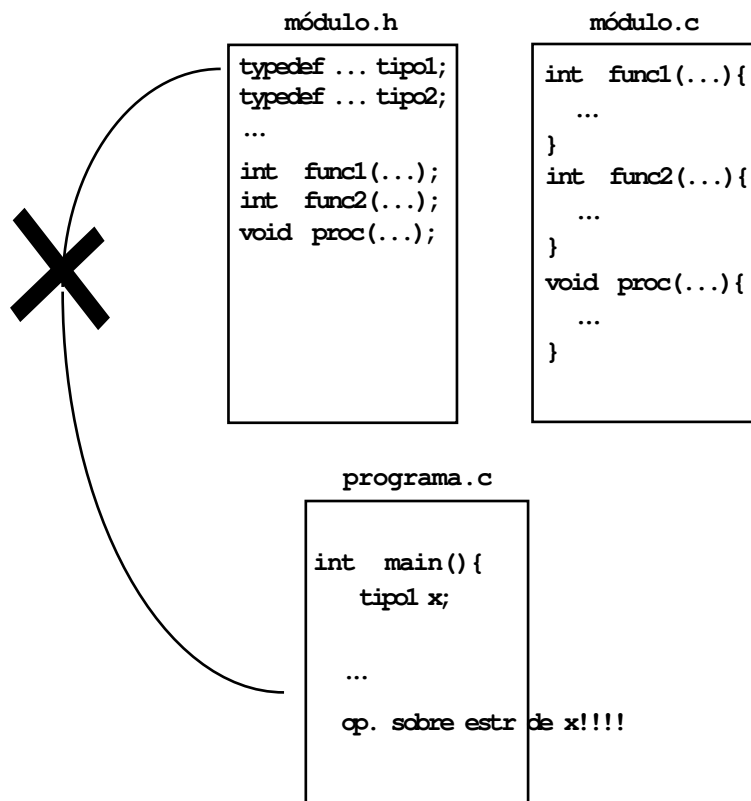 módulo.h
typedef ... tipo1;
typedef ... tipo2;
...
int func1(...);
int func2(...);
void proc(...);
módulo.c
int func1(...){
...
}
int func2(...){
...
}
void proc(...){
...
}
programa.c
int main(){
tipo1 x;
...
op. sobre estr de x!!!!